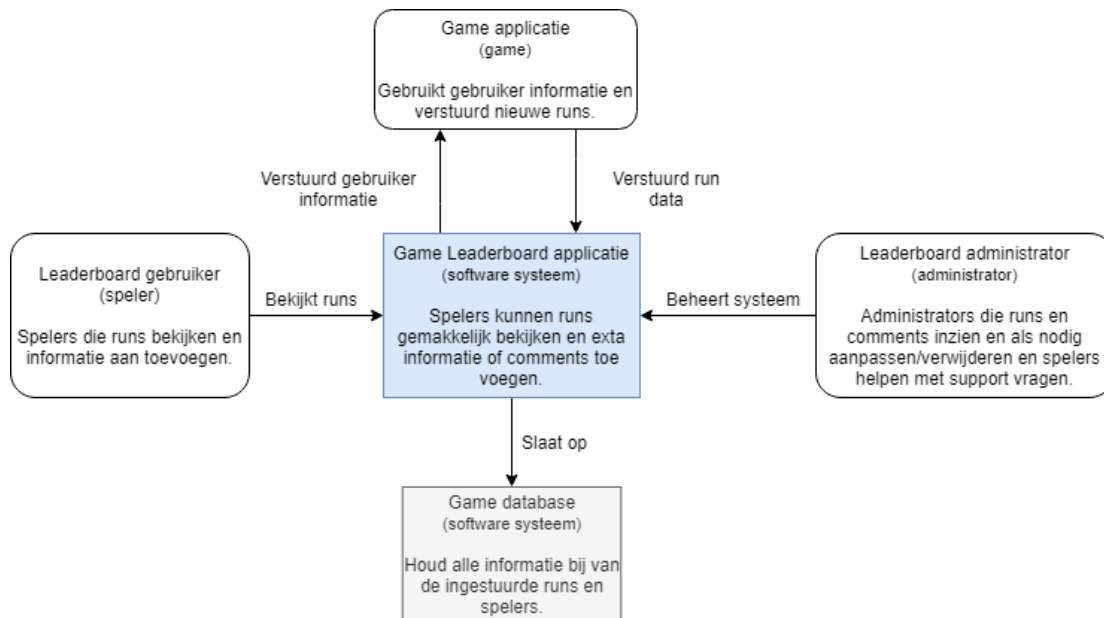 Game applicatie
(game)
Gebruikt gebruiker informatie en
verstuurd nieuwe runs.
Verstuurd gebruiker
informatie
Verstuurd run
data
Leaderboard gebruiker
(speler)
Spelers die runs bekijken en
informatie aan toevoegen.
Bekijkt runs
Game Leaderboard applicatie
(software systeem)
Spelers kunnen runs
gemakkelijk bekijken en exta
informatie of comments toe
voegen.
Beheert systeem
Leaderboard administrator
(administrator)
Administrators die runs en
comments inzien en als nodig
aanpassen/verwijderen en spelers
helpen met support vragen.
Slaat op
Game database
(software systeem)
Houd alle informatie bij van
de ingestuurde runs en
spelers.